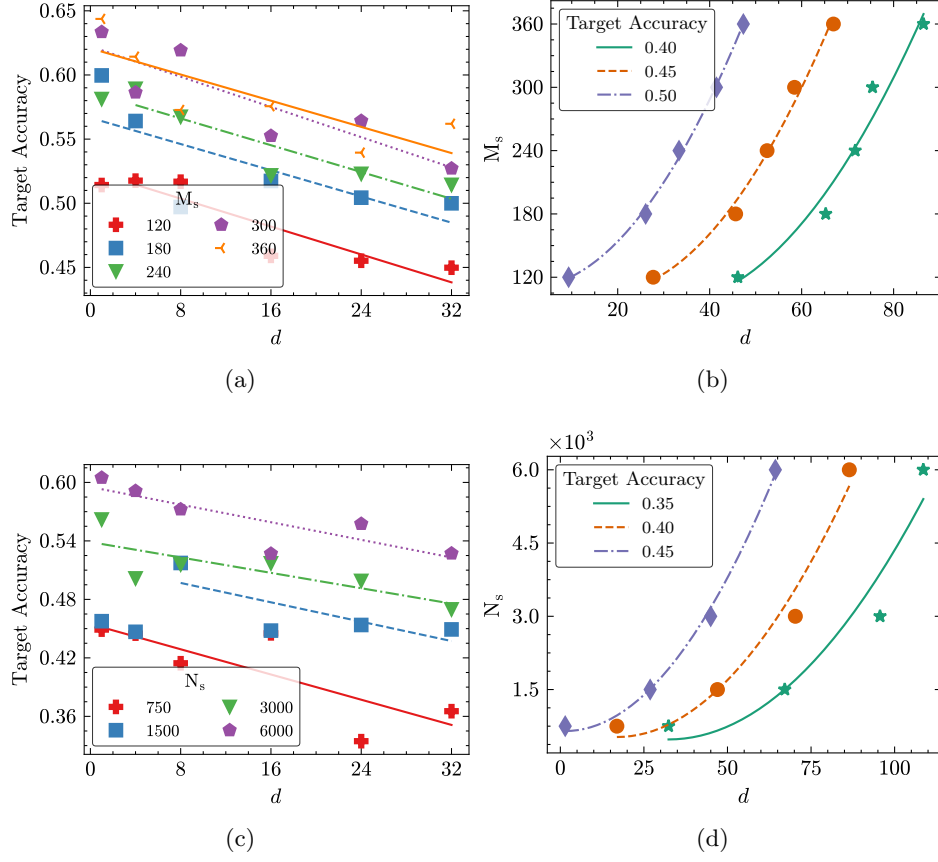 0.65
0.60
0.55
0.50
0.45
Target Accuracy
M_s
120
180
240
300
360
0 8 16 24 32
d
(a)
360
300
240
180
120
M_s
Target Accuracy
0.40
0.45
0.50
20 40 60 80
d
(b)
0.60
0.54
0.48
0.42
0.36
Target Accuracy
N_s
750
1500
3000
6000
0 8 16 24 32
d
(c)
×10³
6.0
4.5
3.0
1.5
N_s
Target Accuracy
0.35
0.40
0.45
0 25 50 75 100
d
(d)